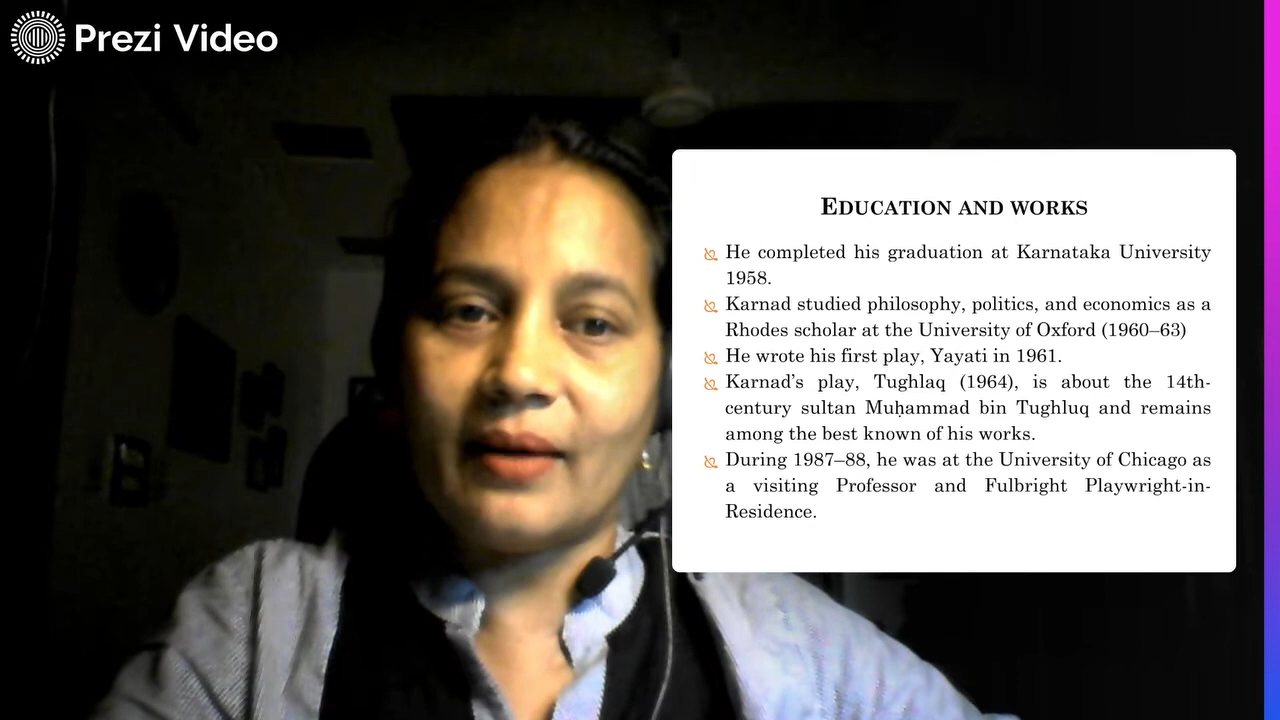 Prezi Video
EDUCATION AND WORKS
He completed his graduation at Karnataka University
1958.
Karnad studied philosophy, politics, and economics as a
Rhodes scholar at the University of Oxford (1960–63)
He wrote his first play, Yayati in 1961.
Karnad's play, Tughlaq (1964), is about the 14th-
century sultan Muḥammad bin Tughluq and remains
among the best known of his works.
During 1987–88, he was at the University of Chicago as
a visiting Professor and Fulbright Playwright-in-
Residence.